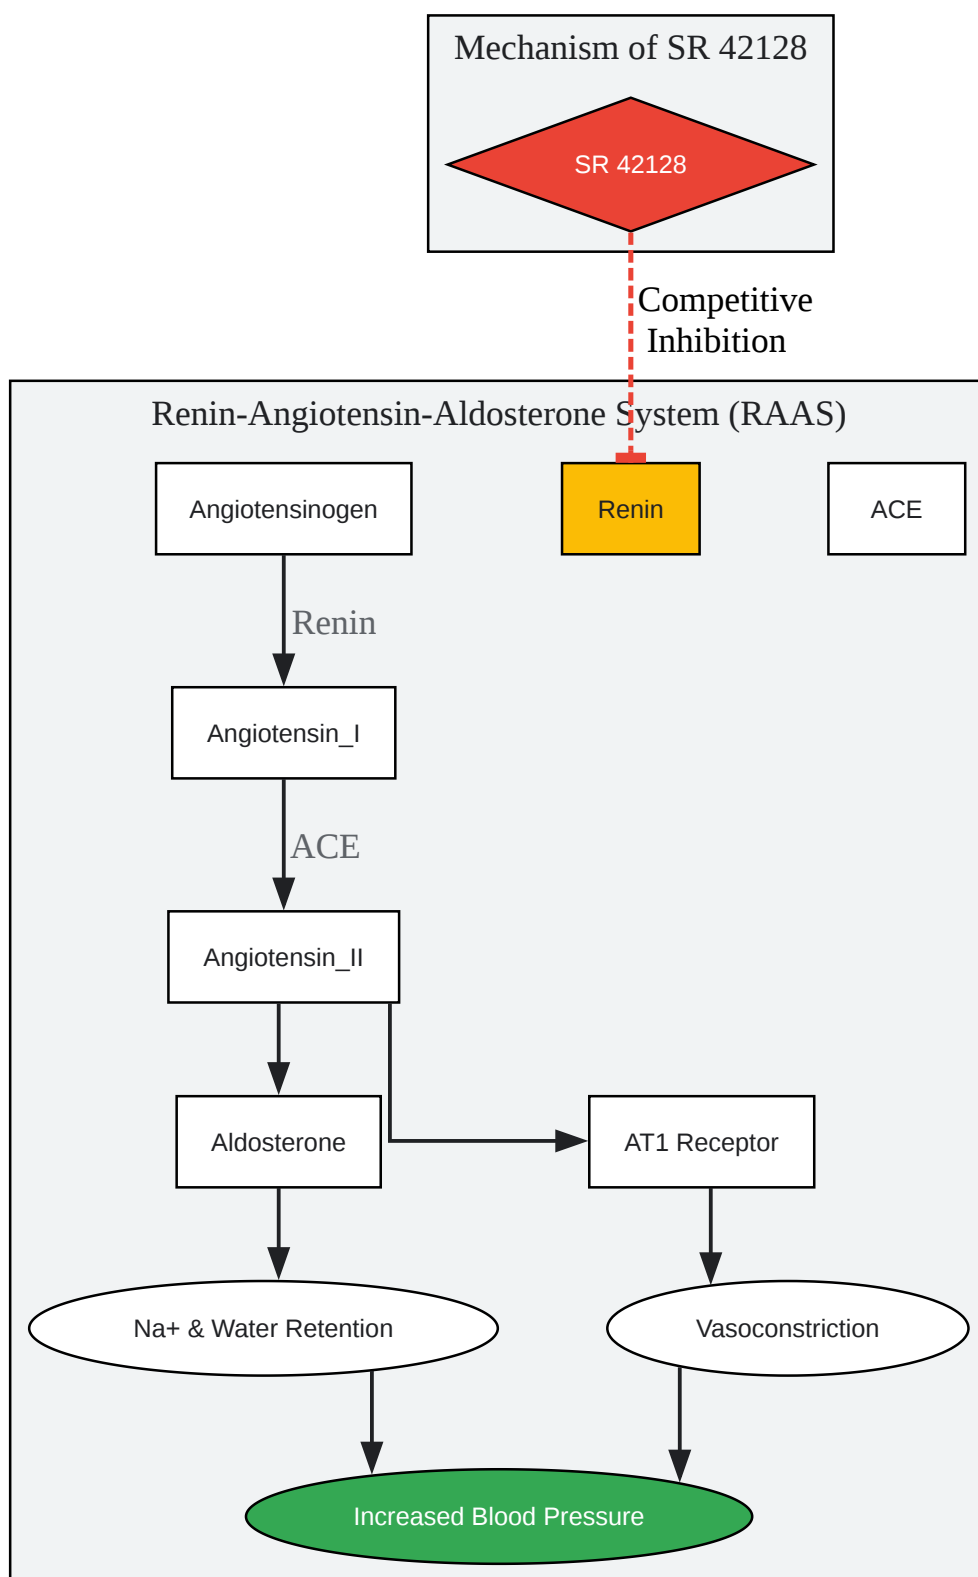 Mechanism of SR 42128
SR 42128
Competitive
Inhibition
Renin-Angiotensin-Aldosterone System (RAAS)
Angiotensinogen
Renin
ACE
Renin
Angiotensin_I
ACE
Angiotensin_II
Aldosterone
AT1 Receptor
Na+ & Water Retention
Vasoconstriction
Increased Blood Pressure